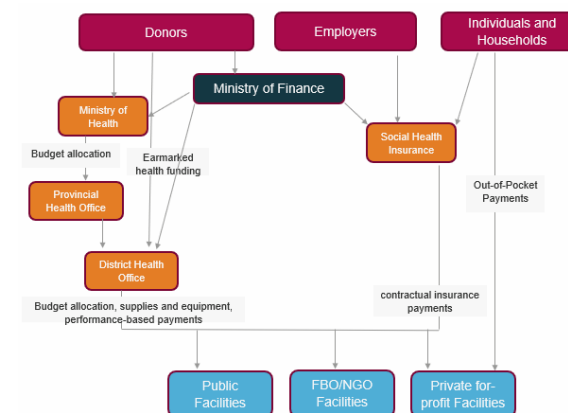 Donors
Employers
Individuals and
Households
Ministry of Finance
Ministry of
Health
Social Health
Insurance
Budget allocation
Earmarked
health funding
Provincial
Health Office
Out-of-Pocket
Payments
District Health
Office
Budget allocation, supplies and equipment,
performance-based payments
contractual insurance
payments
Public
Facilities
FBO/NGO
Facilities
Private for-
profit Facilities